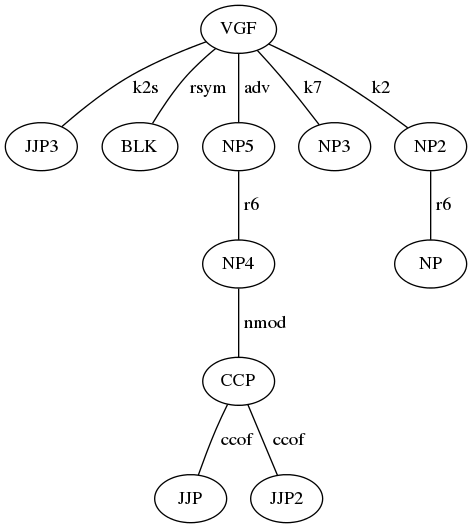 VGF
k2s rsym adv k7 k2
JJP3 BLK NP5 NP3 NP2
r6 r6
NP4 NP
nmod
CCP
ccof ccof
JJP JJP2